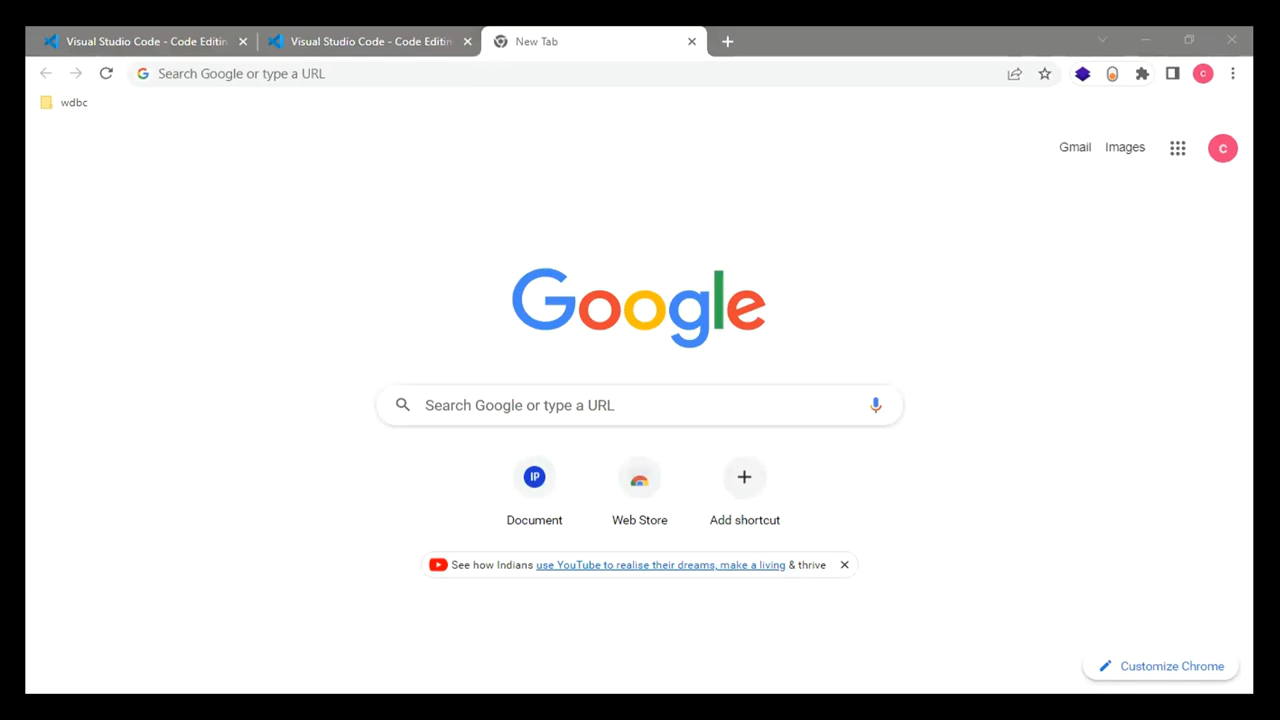 Visual Studio Code - Code Editin
Visual Studio Code - Code Editin
New Tab
Search Google or type a URL
C
wdbc
Gmail
Images
C
Google
Search Google or type a URL
IP
Document
Web Store
Add shortcut
See how Indians use YouTube to realise their dreams, make a living & thrive
Customize Chrome